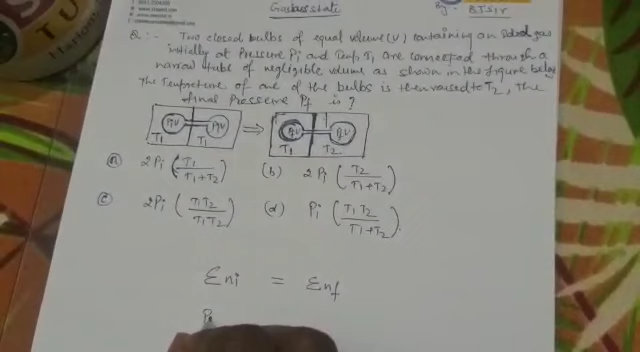 Gaseous state
By:- BJSIr
Q:- Two closed bulbs of equal volume (V) containing an Ideal gas
initially at Pressure Pi and Temp. T1 are connected through a
narrow tube of negligible volume as shown in the figure below
The Temprature of one of the bulbs is then raised to T2, The
final Pressure Pf is ?
Pi,V Pi,V Pf,V Pf,V
T1 T1 T1 T2
(a) 2Pi (T1/T1+T2) (b) 2Pi (T2/T1+T2)
(c) 2Pi (T1T2/T1T2) (d) Pi (T1T2/T1+T2).
Σni = Σnf